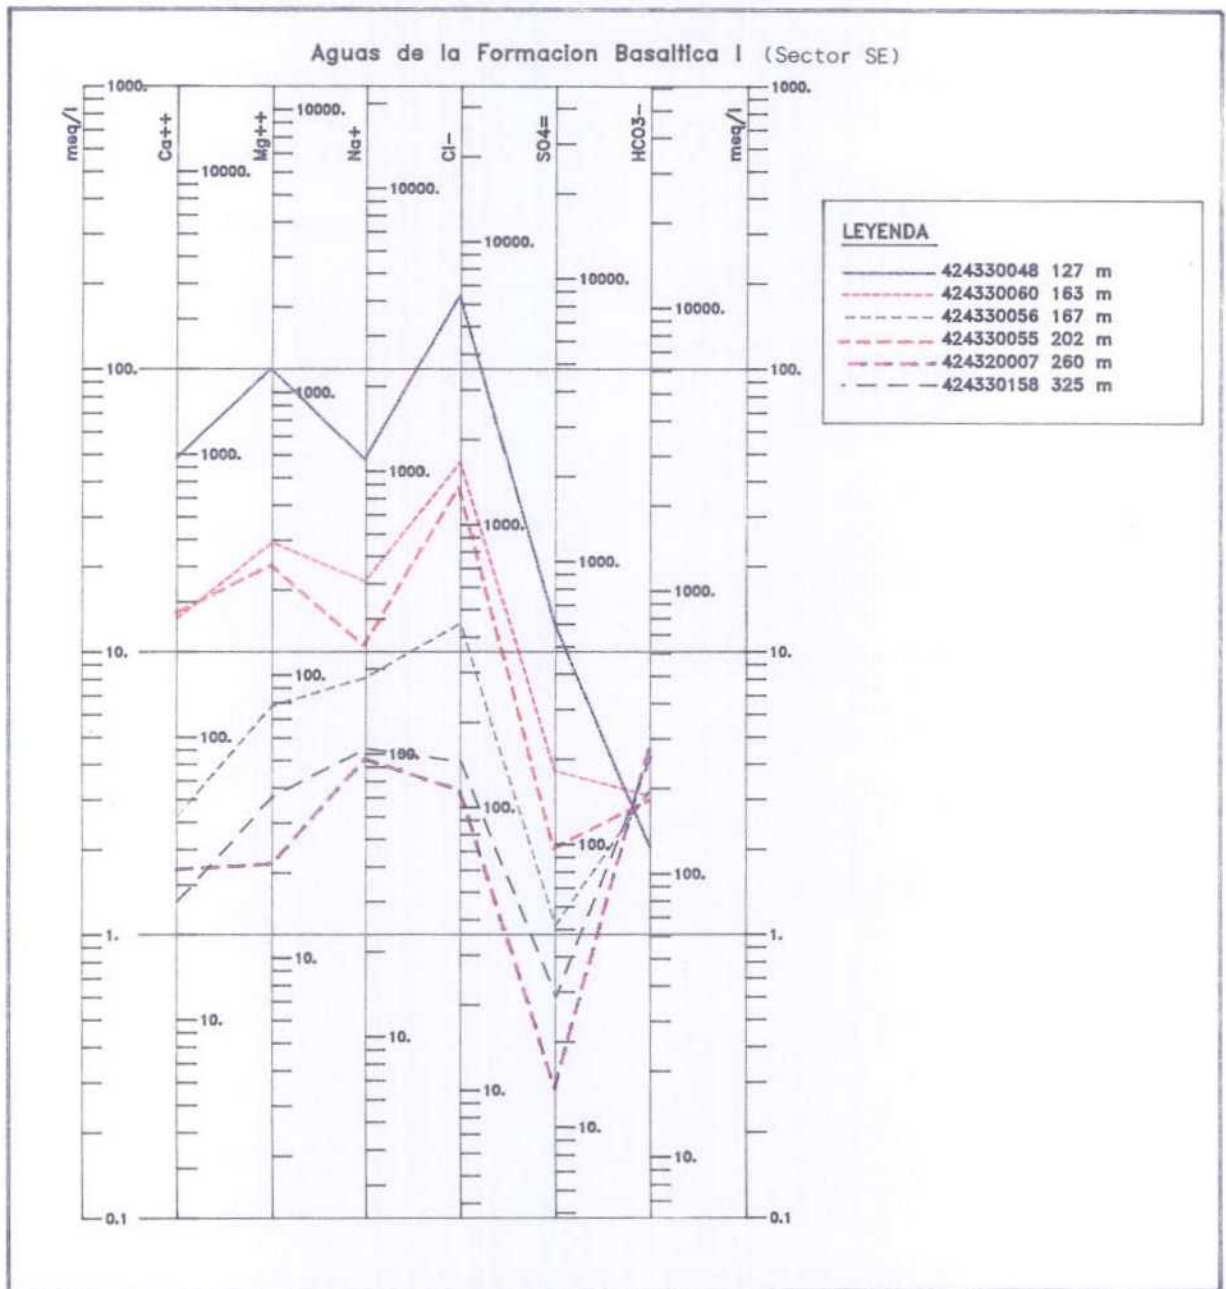 Aguas de la Formacion Basaltica I (Sector SE)
meq/l
1000.
100.
10.
1.
0.1
Ca++
10000.
1000.
100.
10.
Mg++
10000.
1000.
100.
10.
Na+
10000.
1000.
100.
10.
Cl-
10000.
1000.
100.
10.
SO4=
10000.
1000.
100.
10.
HCO3-
10000.
1000.
100.
10.
meq/l
1000.
100.
10.
1.
0.1
LEYENDA
424330048 127 m
424330060 163 m
424330056 167 m
424330055 202 m
424320007 260 m
424330158 325 m